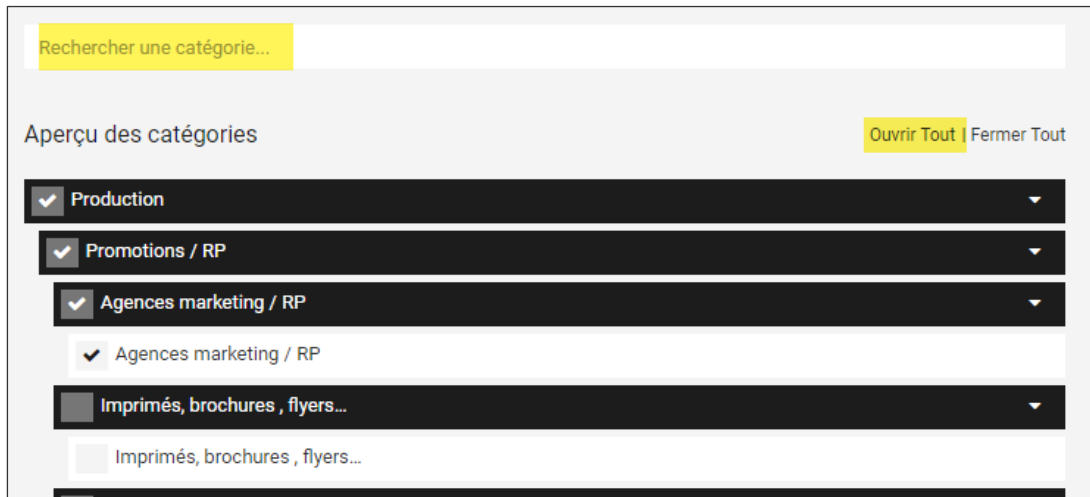 Rechercher une catégorie...
Aperçu des catégories
Ouvrir Tout | Fermer Tout
Production
Promotions / RP
Agences marketing / RP
Agences marketing / RP
Imprimés, brochures , flyers...
Imprimés, brochures , flyers...